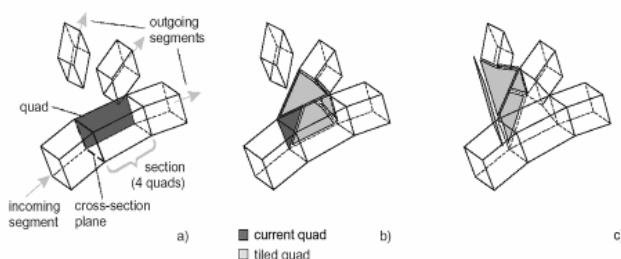 outgoing
segments
quad
section
(4 quads)
incoming
segment
cross-section
plane
a)
current quad
tiled quad
b)
c